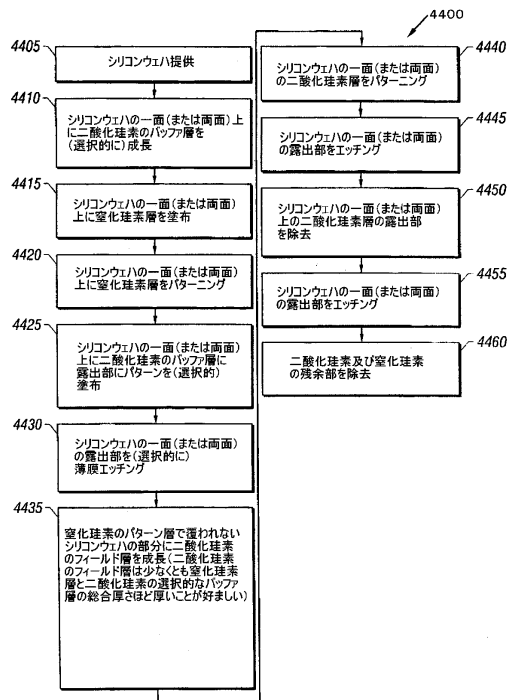 4400
4405
シリコンウェハ提供
4410
シリコンウェハの一面(または両面)上
に二酸化珪素のバッファ層を
(選択的に)成長
4415
シリコンウェハの一面(または両面)
上に窒化珪素層を塗布
4420
シリコンウェハの一面(または両面)
上に窒化珪素層をパターニング
4425
シリコンウェハの一面(または両面)
上に二酸化珪素のバッファ層に
露出部にパターンを(選択的)
塗布
4430
シリコンウェハの一面(または両面)
の露出部を(選択的に)
薄膜エッチング
4435
窒化珪素のパターン層で覆われない
シリコンウェハの部分に二酸化珪素
のフィールド層を成長(二酸化珪素
のフィールド層は少なくとも窒化珪素
層と二酸化珪素の選択的なバッファ
層の総合厚さほど厚いことが好ましい)
4440
シリコンウェハの一面(または両面)
の二酸化珪素層をパターニング
4445
シリコンウェハの一面(または両面)
の露出部をエッチング
4450
シリコンウェハの一面(または両面)
上の二酸化珪素層の露出部
を除去
4455
シリコンウェハの一面(または両面)
の露出部をエッチング
4460
二酸化珪素及び窒化珪素
の残余部を除去